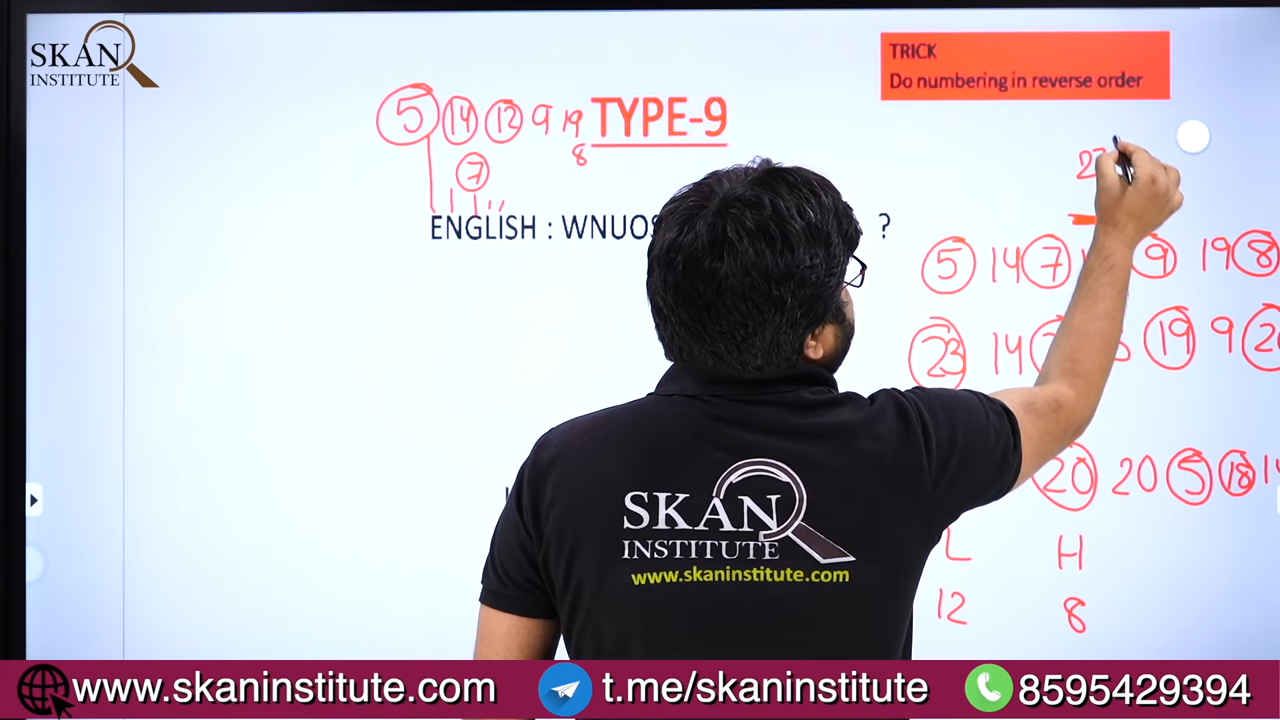 SKAN
INSTITUTE
TRICK
Do numbering in reverse order
5 14 12 9 19 TYPE-9
8
7
ENGLISH : WNUOS ?
5 14 7 9 19 8
23 14 19 9
20 20 5 18
L H
12 8
SKAN
INSTITUTE
www.skaninstitute.com
www.skaninstitute.com t.me/skaninstitute 8595429394